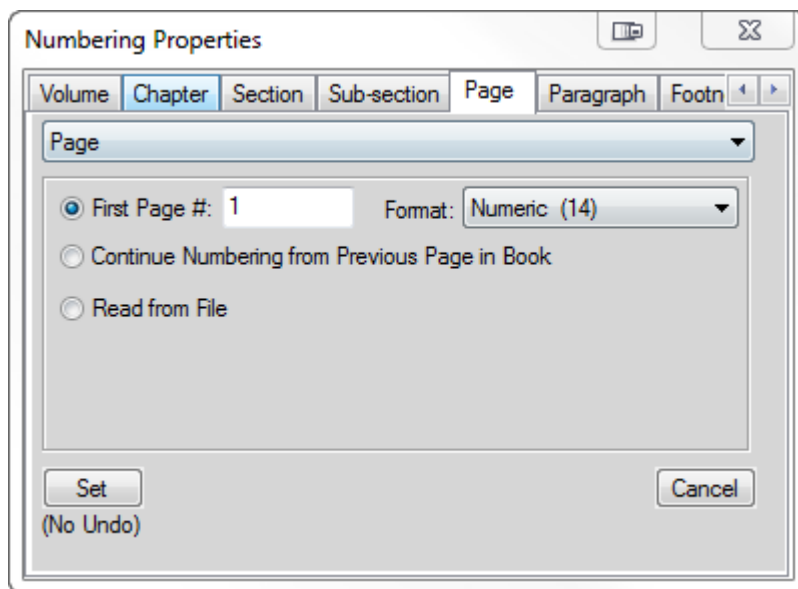 Numbering Properties
Volume Chapter Section Sub-section Page Paragraph Footn
Page
First Page #: 1 Format: Numeric (14)
Continue Numbering from Previous Page in Book
Read from File
Set Cancel
(No Undo)